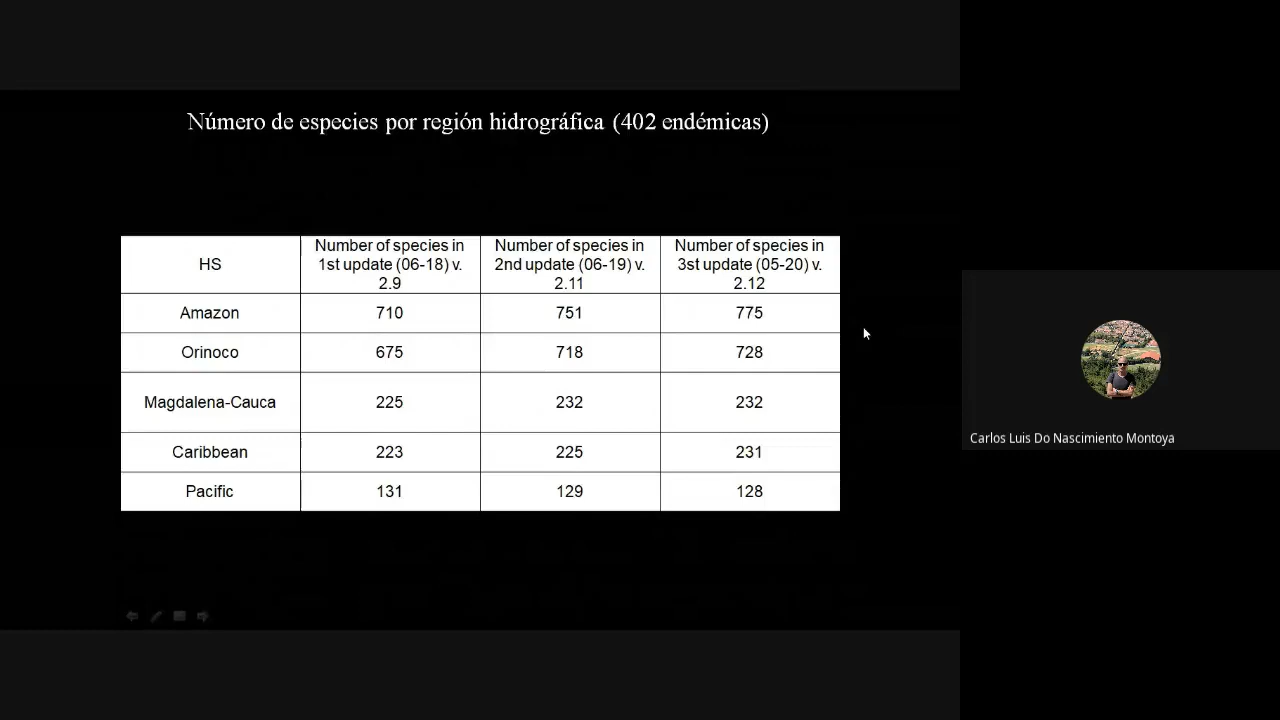 Número de especies por región hidrográfica (402 endémicas)
HS
Number of species in
1st update (06-18) v.
2.9
Number of species in
2nd update (06-19) v.
2.11
Number of species in
3st update (05-20) v.
2.12
Amazon 710 751 775
Orinoco 675 718 728
Magdalena-Cauca 225 232 232
Caribbean 223 225 231
Pacific 131 129 128
Carlos Luis Do Nascimiento Montoya